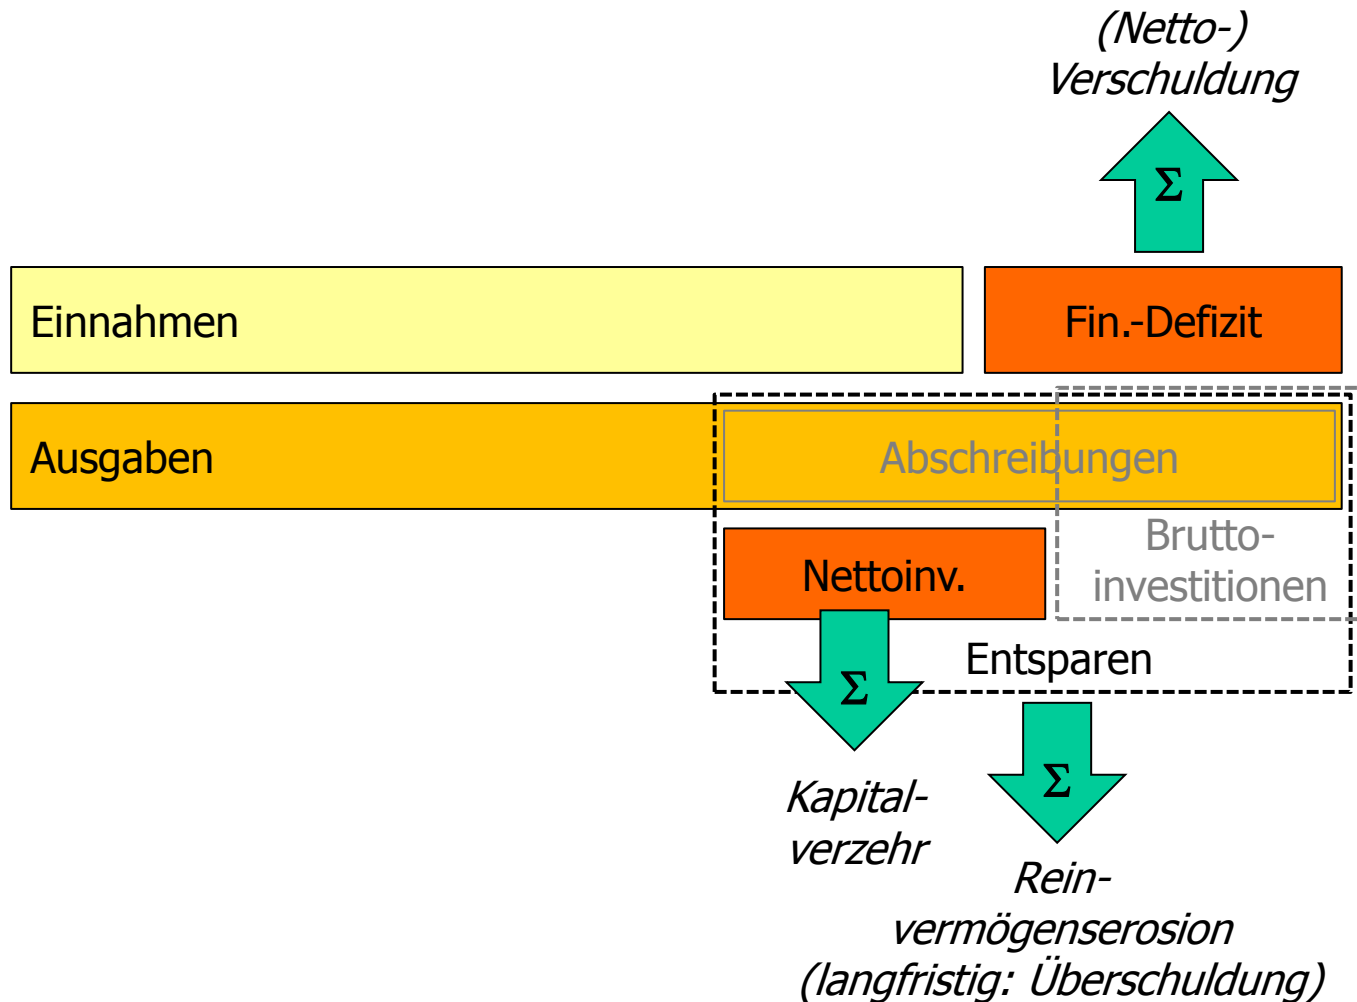 (Netto-)
Verschuldung
Σ
Einnahmen
Fin.-Defizit
Ausgaben
Abschreibungen
Brutto-
investitionen
Nettoinv.
Entsparen
Σ
Σ
Kapital-
verzehr
Rein-
vermögenserosion
(langfristig: Überschuldung)